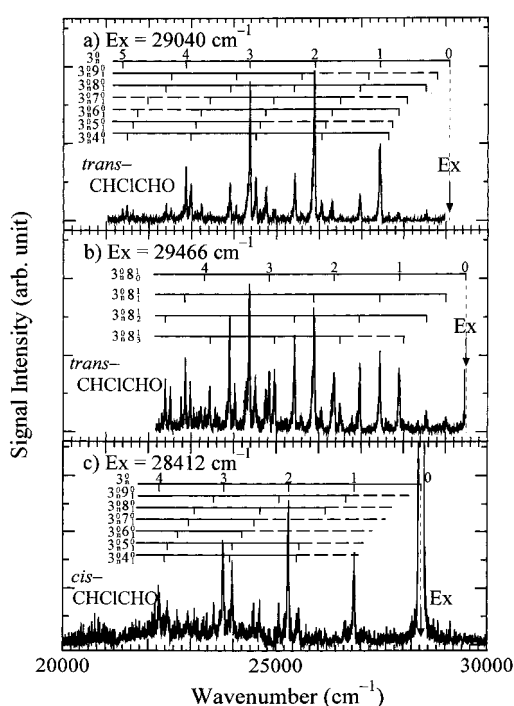 a) Ex = 29040 cm⁻¹
5 4 3 2 1 0
3⁰ₙ
3⁰ₙ9⁰₁
3⁰ₙ8⁰₁
3⁰ₙ7⁰₁
3⁰ₙ6⁰₁
3⁰ₙ5⁰₁
3⁰ₙ4⁰₁
trans–
CHClCHO
Ex
b) Ex = 29466 cm⁻¹
4 3 2 1 0
3⁰ₙ8¹₀
3⁰ₙ8¹₁
3⁰ₙ8¹₂
3⁰ₙ8¹₃
trans–
CHClCHO
Ex
c) Ex = 28412 cm⁻¹
4 3 2 1 0
3⁰ₙ
3⁰ₙ9⁰₁
3⁰ₙ8⁰₁
3⁰ₙ7⁰₁
3⁰ₙ6⁰₁
3⁰ₙ5⁰₁
3⁰ₙ4⁰₁
cis–
CHClCHO
Ex
20000 25000 30000
Wavenumber (cm⁻¹)
Signal Intensity (arb. unit)